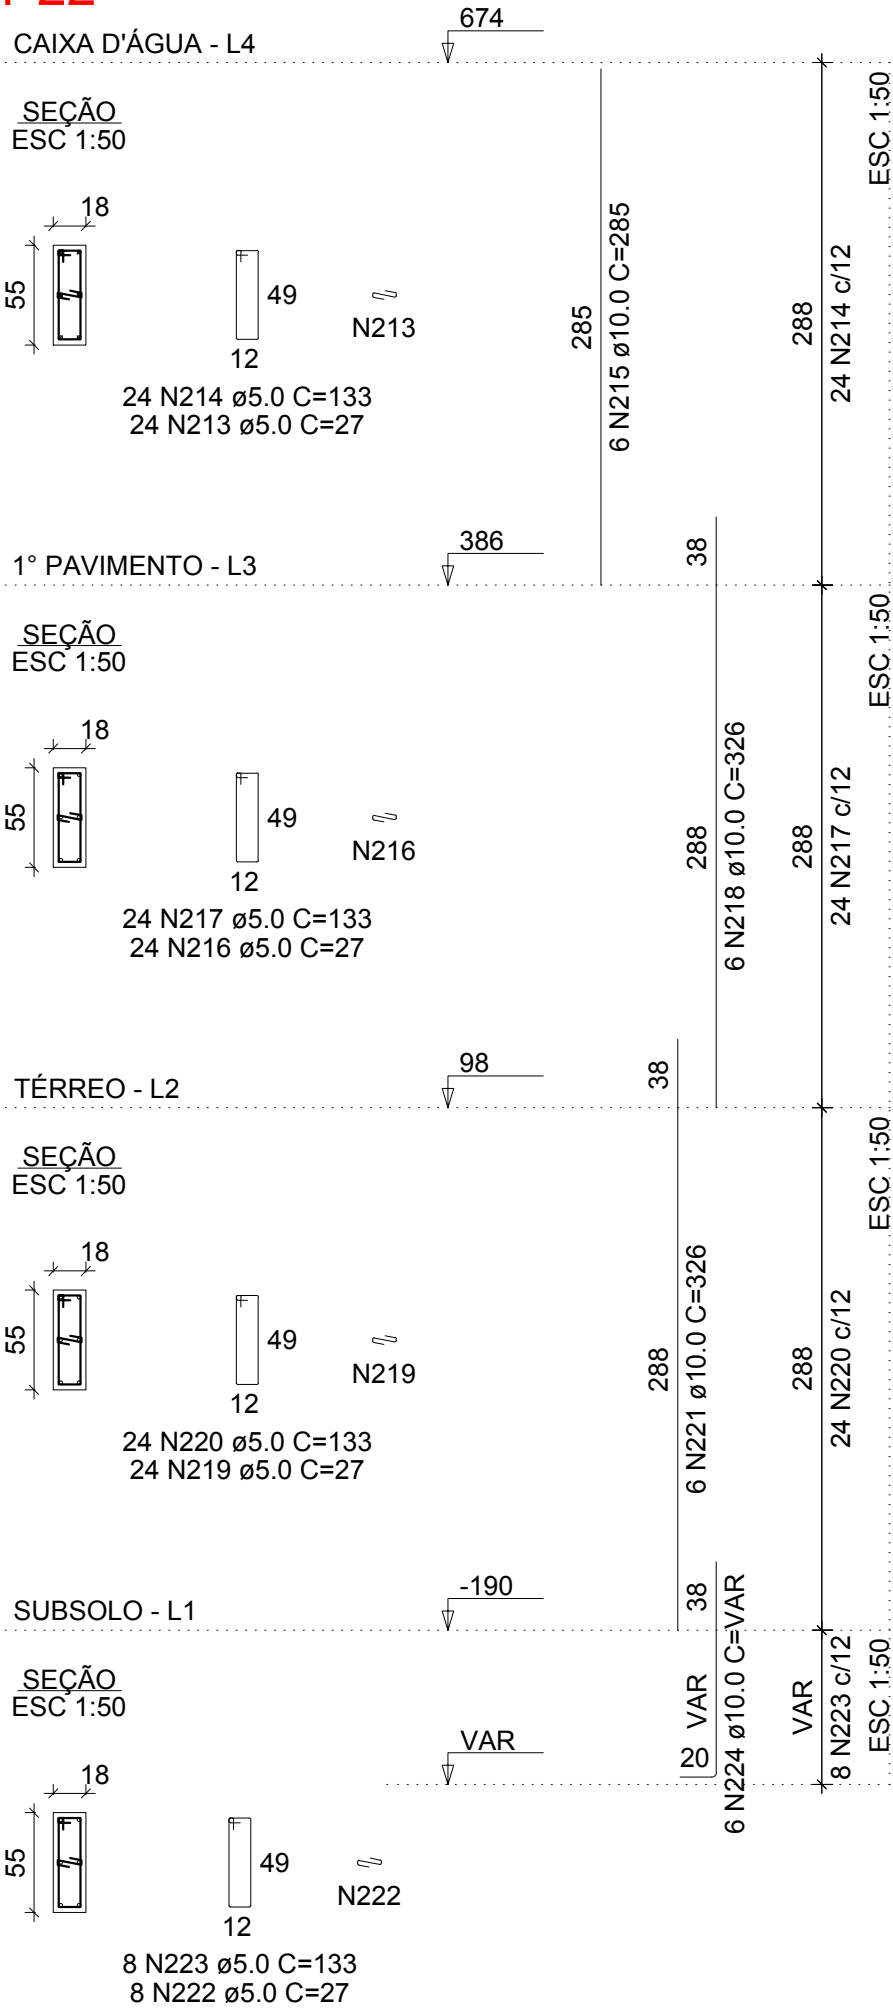 674
CAIXA D'ÁGUA - L4
SEÇÃO
ESC 1:50
ESC 1:50
18
55
49
12
N213
24 N214 ø5.0 C=133
24 N213 ø5.0 C=27
285
6 N215 ø10.0 C=285
288
24 N214 c/12
386
1° PAVIMENTO - L3
38
SEÇÃO
ESC 1:50
ESC 1:50
18
55
49
12
N216
24 N217 ø5.0 C=133
24 N216 ø5.0 C=27
288
6 N218 ø10.0 C=326
288
24 N217 c/12
98
TÉRREO - L2
38
SEÇÃO
ESC 1:50
ESC 1:50
18
55
49
12
N219
24 N220 ø5.0 C=133
24 N219 ø5.0 C=27
288
6 N221 ø10.0 C=326
288
24 N220 c/12
-190
SUBSOLO - L1
38
SEÇÃO
ESC 1:50
ESC 1:50
VAR
VAR
20
6 N224 ø10.0 C=VAR
VAR
8 N223 c/12
18
55
49
12
N222
8 N223 ø5.0 C=133
8 N222 ø5.0 C=27